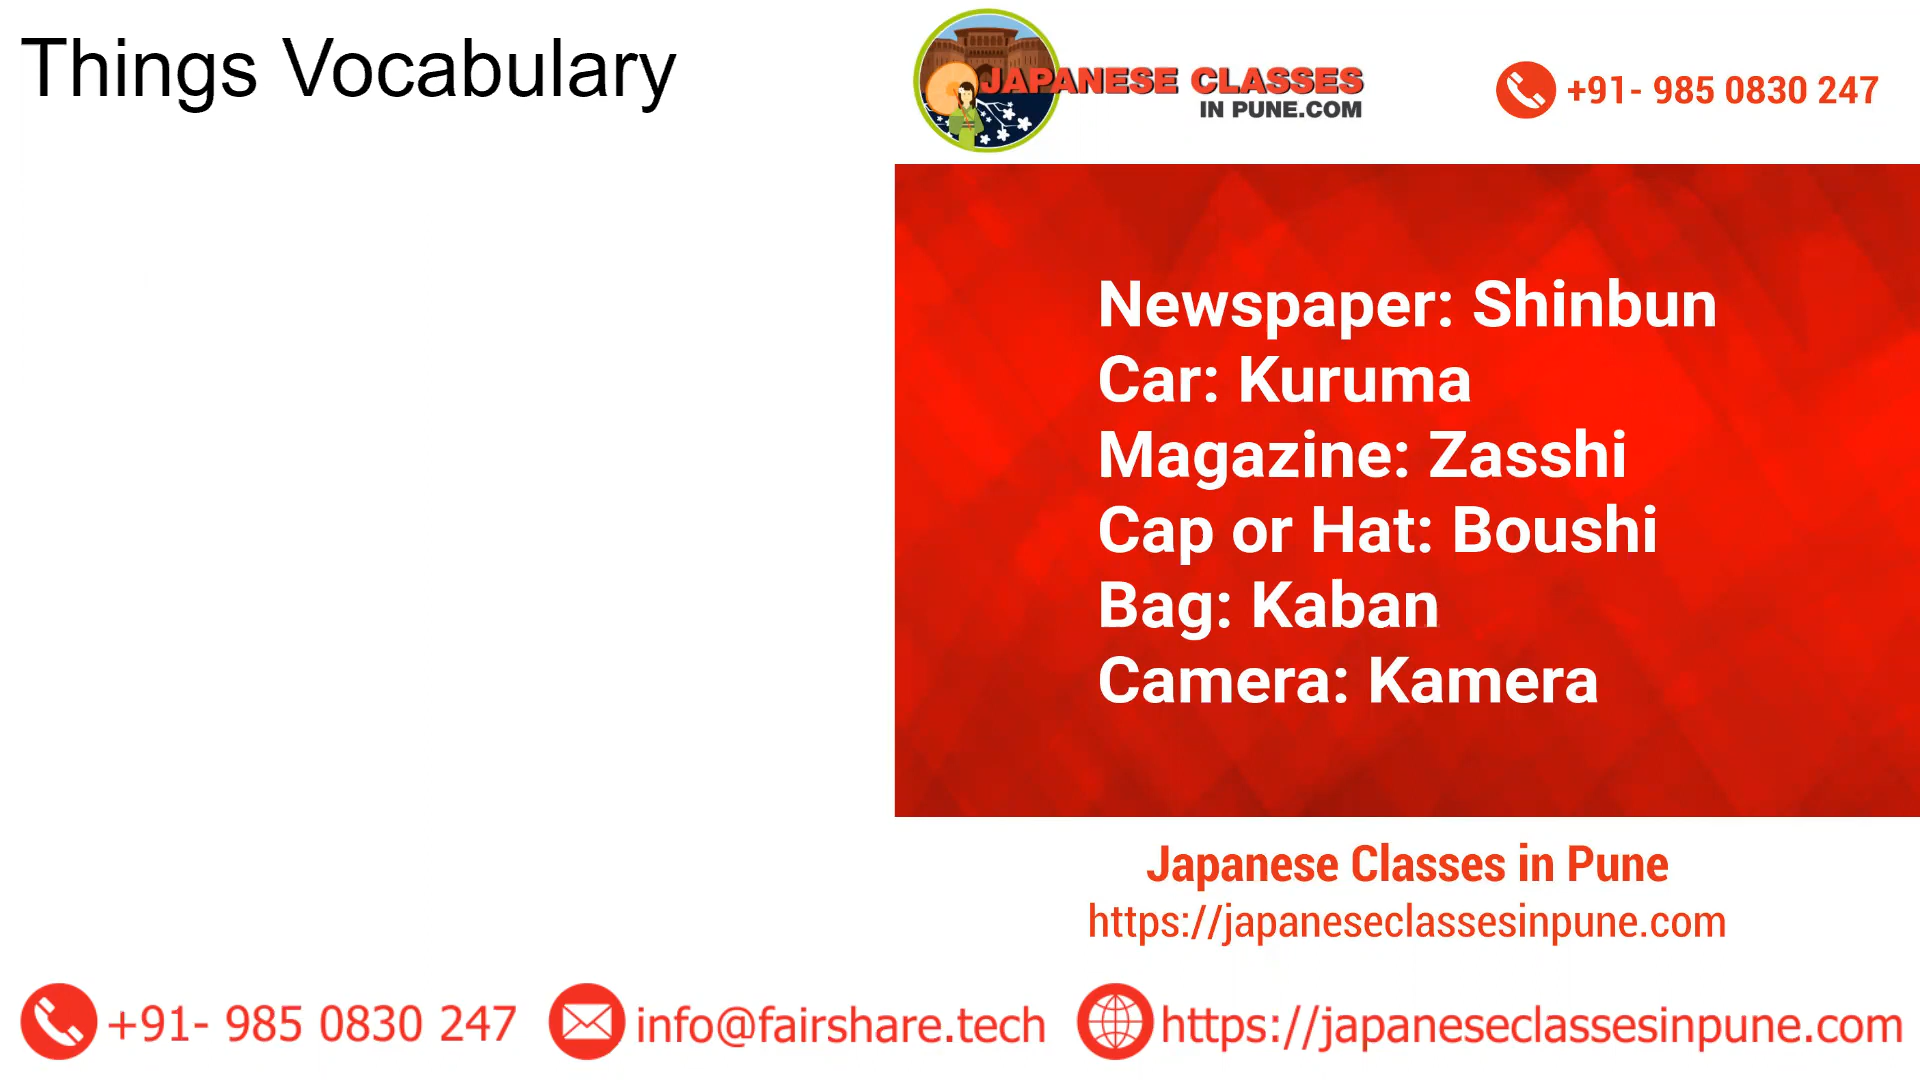 Things Vocabulary
JAPANESE CLASSES
IN PUNE.COM
+91- 985 0830 247
Newspaper: Shinbun
Car: Kuruma
Magazine: Zasshi
Cap or Hat: Boushi
Bag: Kaban
Camera: Kamera
Japanese Classes in Pune
https://japaneseclassesinpune.com
+91- 985 0830 247
info@fairshare.tech
https://japaneseclassesinpune.com